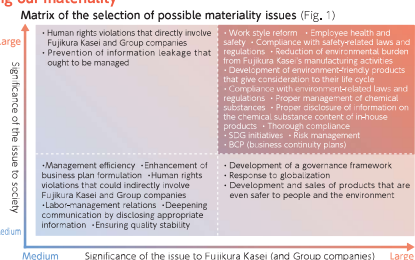 ng our materiality
Matrix of the selection of possible materiality issues (Fig. 1)
Large
・Human rights violations that directly involve
Fujikura Kasei and Group companies
・Prevention of information leakage that
ought to be managed
・Work style reform ・Employee health and
safety ・Compliance with safety-related laws and
regulations ・Reduction of environmental burden
from Fujikura Kasei's manufacturing activities
・Development of environment-friendly products
that give consideration to their life cycle
・Compliance with environment-related laws and
regulations ・Proper management of chemical
substances ・Proper disclosure of information on
the chemical substance content of in-house
products ・Thorough compliance
・SDG initiatives ・Risk management
・BCP (business continuity plans)
Significance of the issue to society
・Management efficiency ・Enhancement of
business plan formulation ・Human rights
violations that could indirectly involve
Fujikura Kasei and Group companies
・Labor-management relations ・Deepening
communication by disclosing appropriate
information ・Ensuring quality stability
・Development of a governance framework
・Response to globalization
・Development and sales of products that are
even safer to people and the environment
Medium
Medium Significance of the issue to Fujikura Kasei (and Group companies) Large